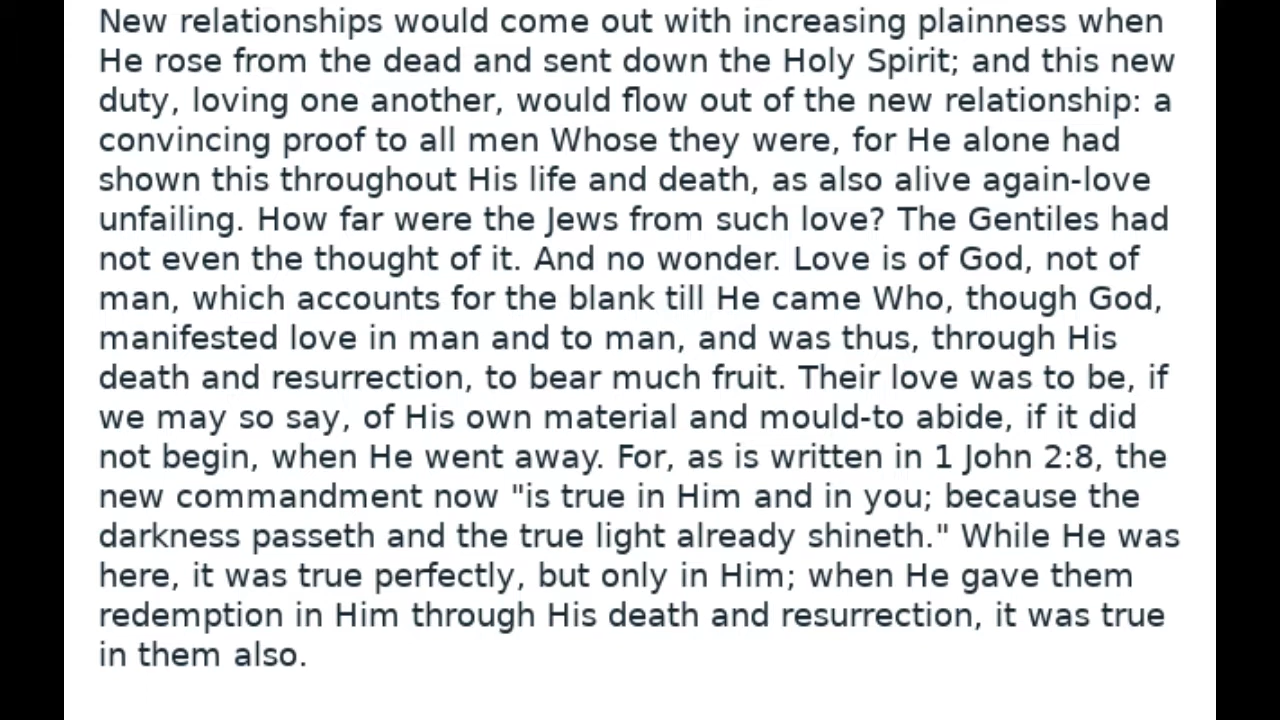 New relationships would come out with increasing plainness when
He rose from the dead and sent down the Holy Spirit; and this new
duty, loving one another, would flow out of the new relationship: a
convincing proof to all men Whose they were, for He alone had
shown this throughout His life and death, as also alive again-love
unfailing. How far were the Jews from such love? The Gentiles had
not even the thought of it. And no wonder. Love is of God, not of
man, which accounts for the blank till He came Who, though God,
manifested love in man and to man, and was thus, through His
death and resurrection, to bear much fruit. Their love was to be, if
we may so say, of His own material and mould-to abide, if it did
not begin, when He went away. For, as is written in 1 John 2:8, the
new commandment now "is true in Him and in you; because the
darkness passeth and the true light already shineth." While He was
here, it was true perfectly, but only in Him; when He gave them
redemption in Him through His death and resurrection, it was true
in them also.